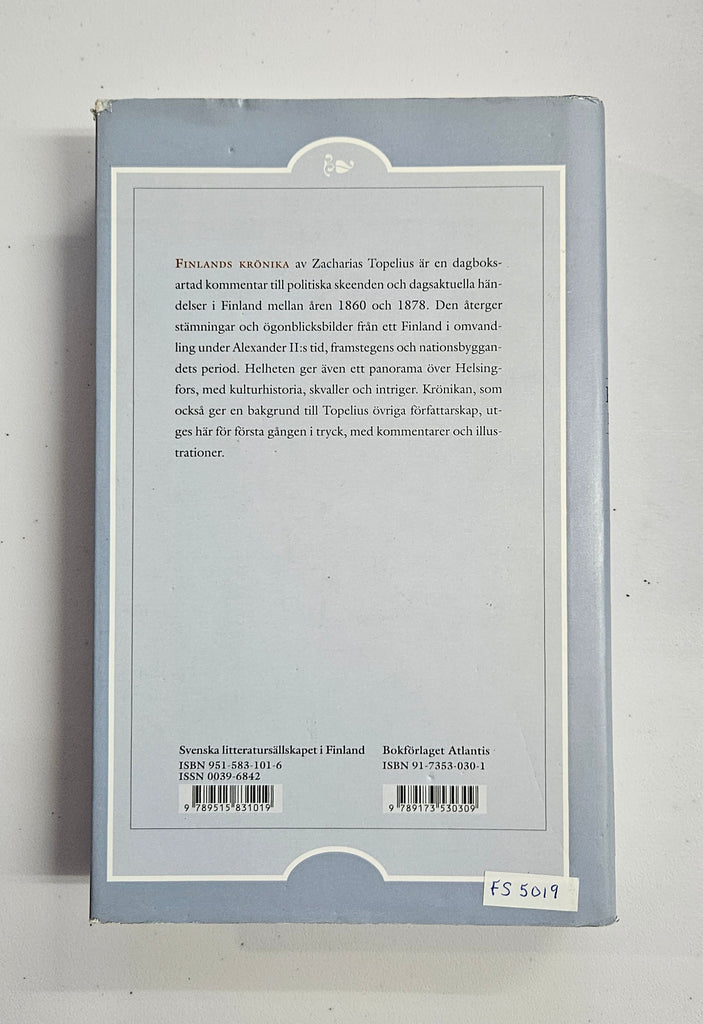 FINLANDS KRÖNIKA av Zacharias Topelius är en dagboks-
artad kommentar till politiska skeenden och dagsaktuella hän-
delser i Finland mellan åren 1860 och 1878. Den återger
stämningar och ögonblicksbilder från ett Finland i omvand-
ling under Alexander II:s tid, framstegens och nationsbyggan-
dets period. Helheten ger även ett panorama över Helsing-
fors, med kulturhistoria, skvaller och intriger. Krönikan, som
också ger en bakgrund till Topelius övriga författarskap, ut-
ges här för första gången i tryck, med kommentarer och illus-
trationer.
Svenska litteratursällskapet i Finland
ISBN 951-583-101-6
ISSN 0039-6842
9 789515 831019
Bokförlaget Atlantis
ISBN 91-7353-030-1
9 789173 530309
FS 5019